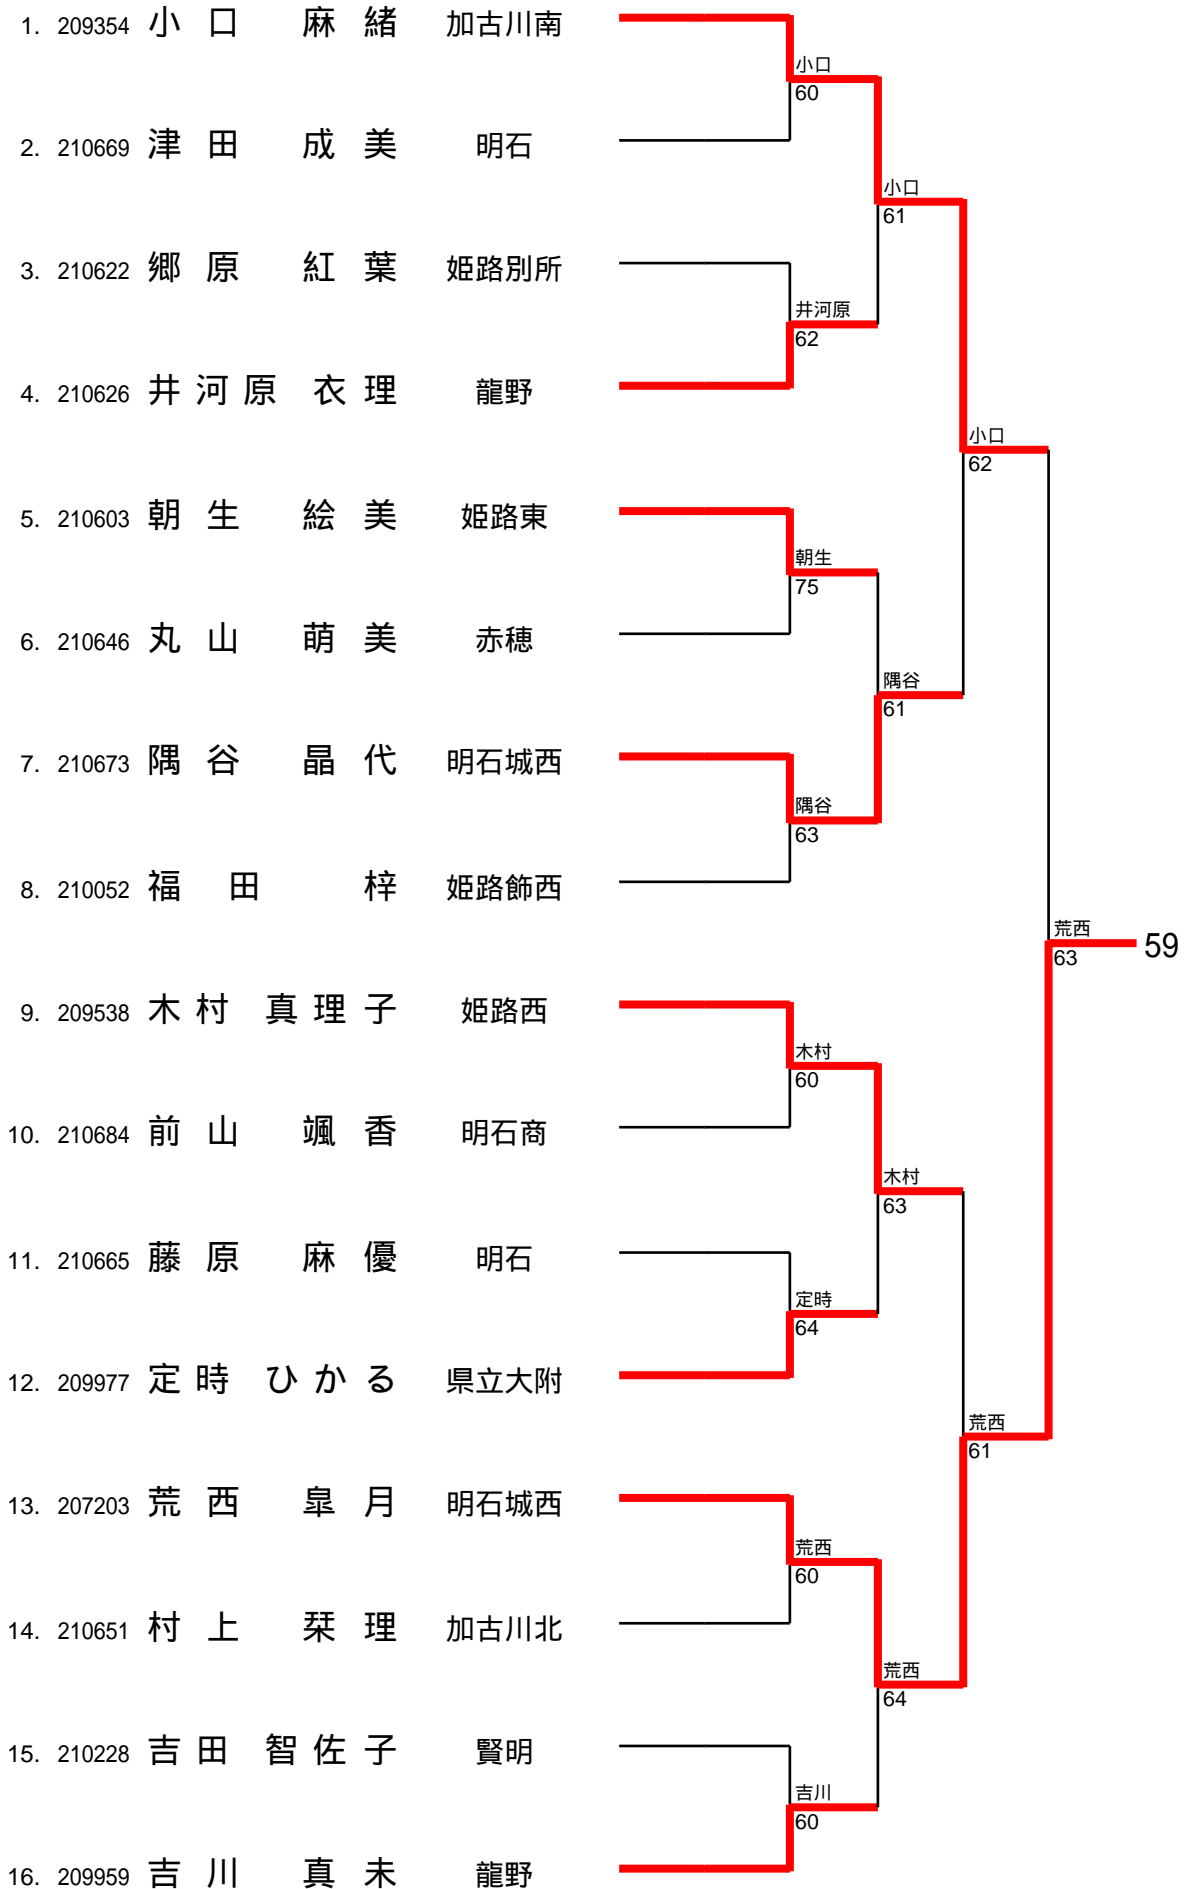 1. 209354 小口 麻緒 加古川南
小口
60
2. 210669 津田 成美 明石
小口
61
3. 210622 郷原 紅葉 姫路別所
井河原
62
4. 210626 井河原 衣理 龍野
小口
62
5. 210603 朝生 絵美 姫路東
朝生
75
6. 210646 丸山 萌美 赤穂
隅谷
61
7. 210673 隅谷 晶代 明石城西
隅谷
63
8. 210052 福田 梓 姫路飾西
荒西
63
59
9. 209538 木村 真理子 姫路西
木村
60
10. 210684 前山 颯香 明石商
木村
63
11. 210665 藤原 麻優 明石
定時
64
12. 209977 定時 ひかる 県立大附
荒西
61
13. 207203 荒西 皐月 明石城西
荒西
60
14. 210651 村上 栞理 加古川北
荒西
64
15. 210228 吉田 智佐子 賢明
吉川
60
16. 209959 吉川 真未 龍野